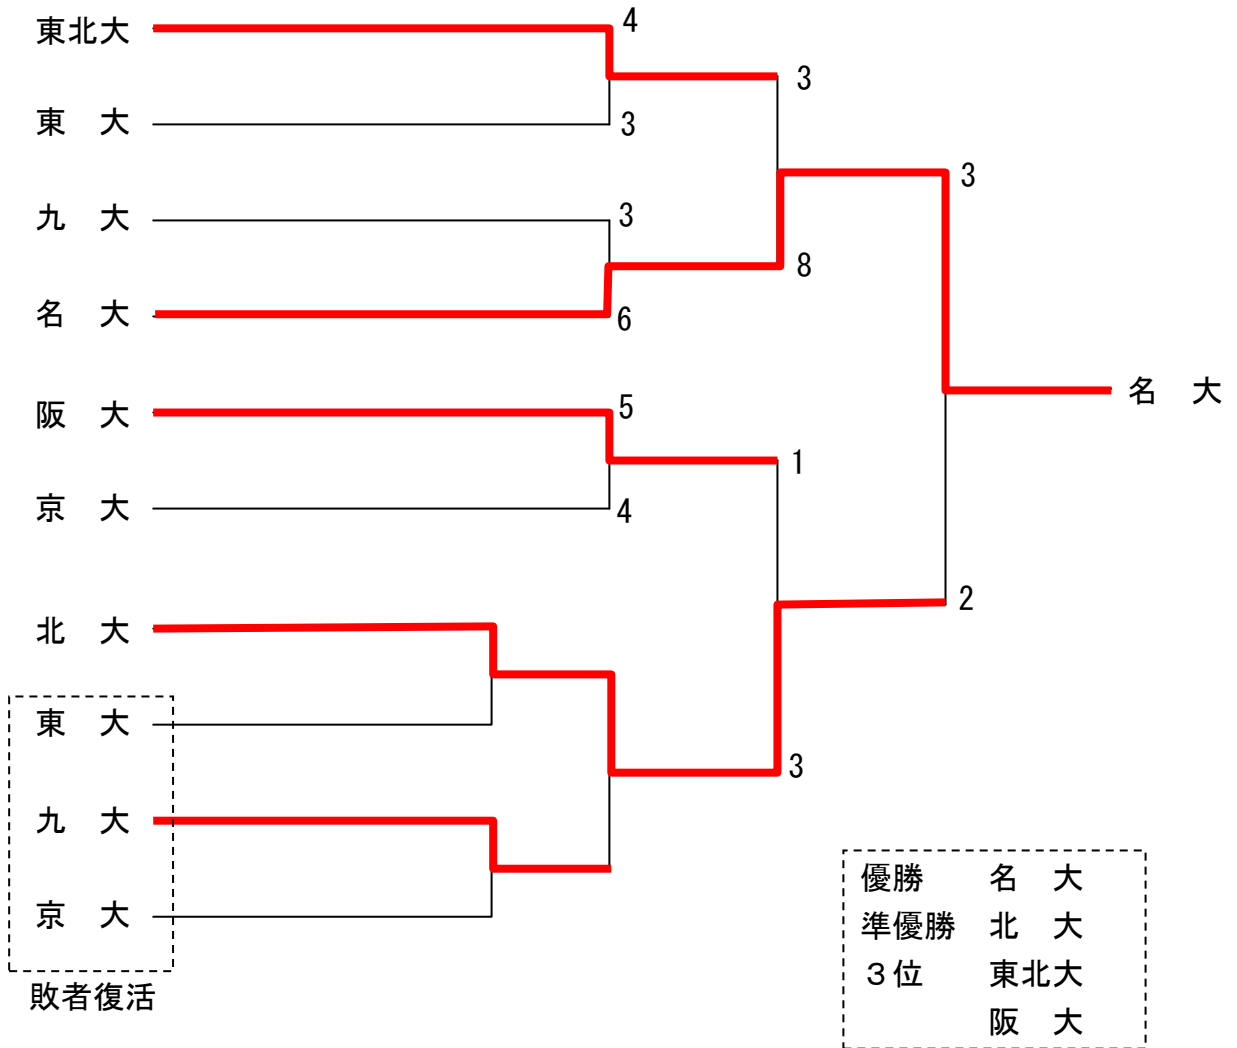 東北大
4
3
東　大
3
3
九　大
3
8
名　大
6
名　大
阪　大
5
1
京　大
4
2
北　大
東　大
3
九　大
京　大
敗者復活
優勝　名　大
準優勝　北　大
３位　東北大
阪　大